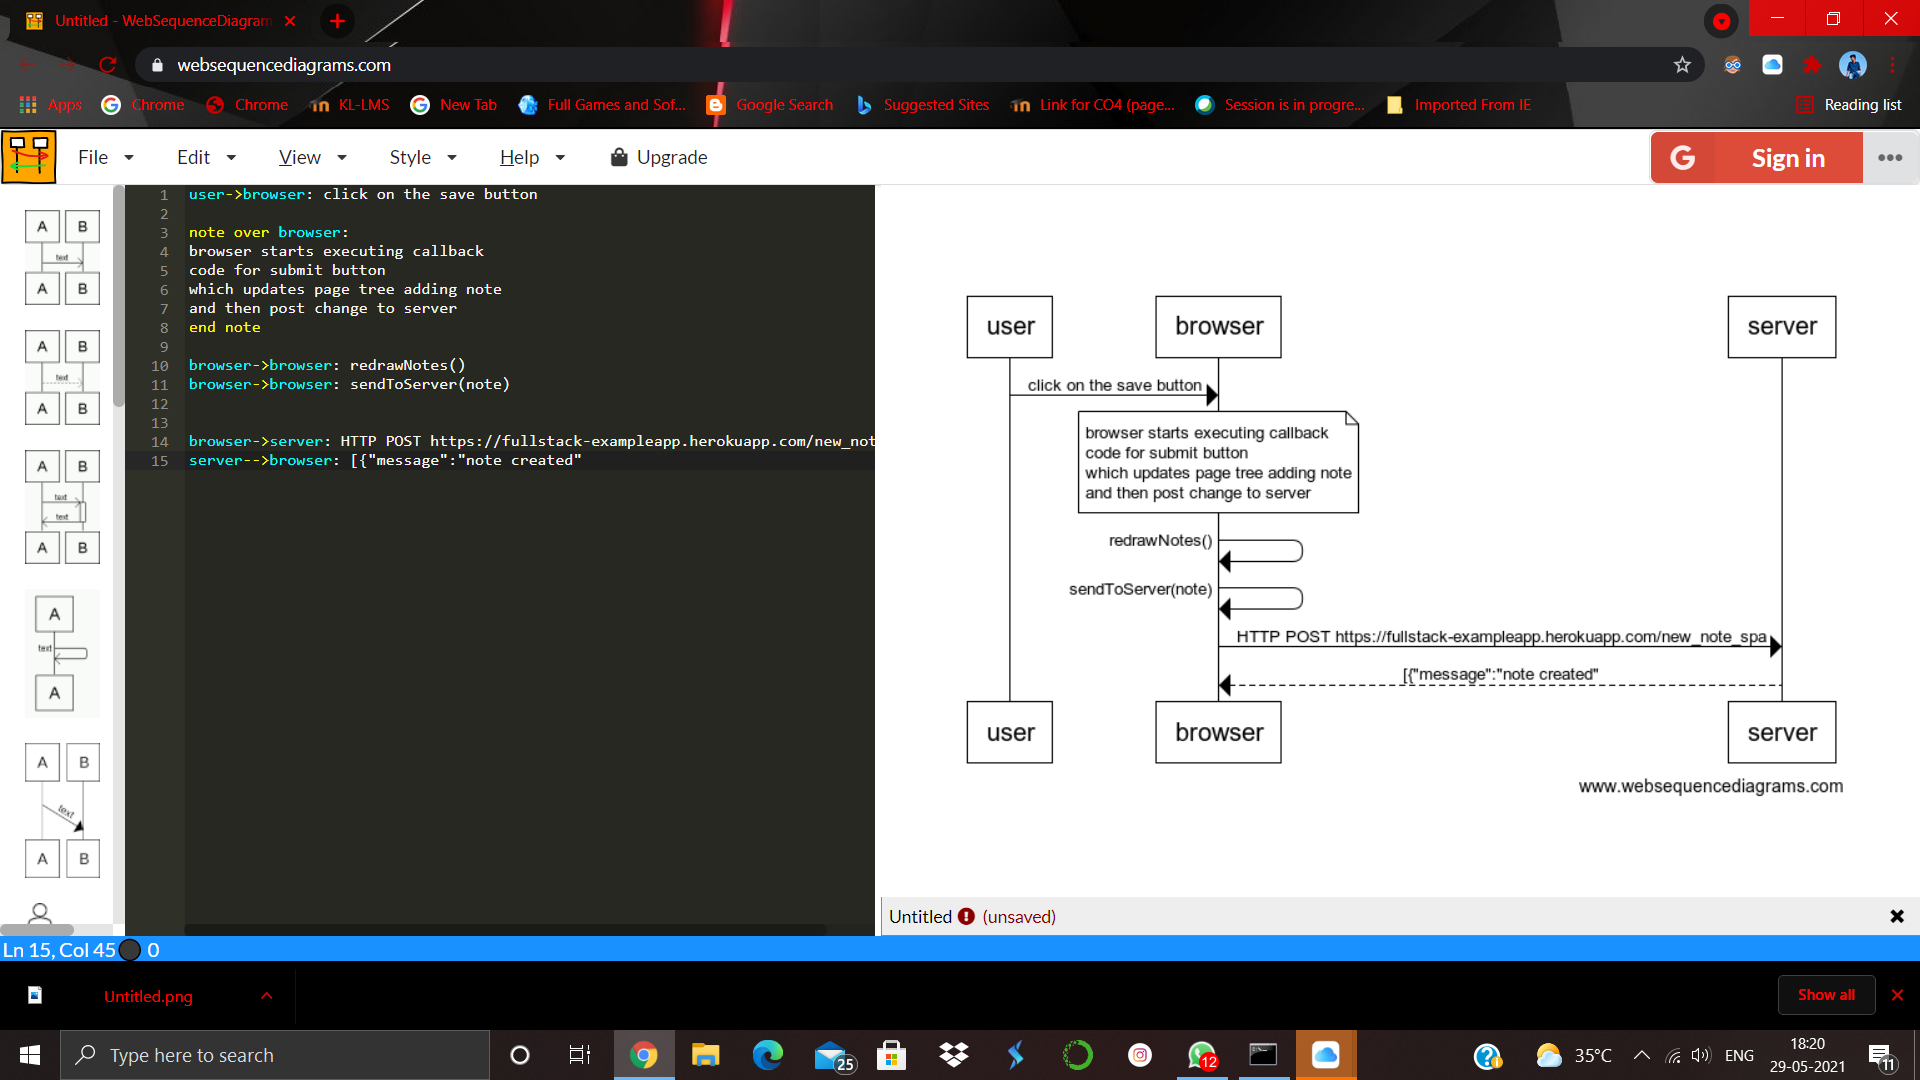 Untitled - WebSequenceDiagram
websequencediagrams.com
Apps
Chrome
Chrome
KL-LMS
New Tab
Full Games and Sof...
Google Search
Suggested Sites
Link for CO4 (page...
Session is in progre...
Imported From IE
Reading list
File
Edit
View
Style
Help
Upgrade
G
Sign in
A B
text
A B
A B
text
A B
A B
text
text
A B
A
text
A
A B
text
A B
1 user->browser: click on the save button
2
3 note over browser:
4 browser starts executing callback
5 code for submit button
6 which updates page tree adding note
7 and then post change to server
8 end note
9
10 browser->browser: redrawNotes()
11 browser->browser: sendToServer(note)
12
13
14 browser->server: HTTP POST https://fullstack-exampleapp.herokuapp.com/new_not
15 server-->browser: [{"message":"note created"
user
browser
server
click on the save button
browser starts executing callback
code for submit button
which updates page tree adding note
and then post change to server
redrawNotes()
sendToServer(note)
HTTP POST https://fullstack-exampleapp.herokuapp.com/new_note_spa
[{"message":"note created"
user
browser
server
www.websequencediagrams.com
Untitled (unsaved)
Ln 15, Col 45 0
Untitled.png
Show all
Type here to search
25
12
35°C
ENG
18:20
29-05-2021
11